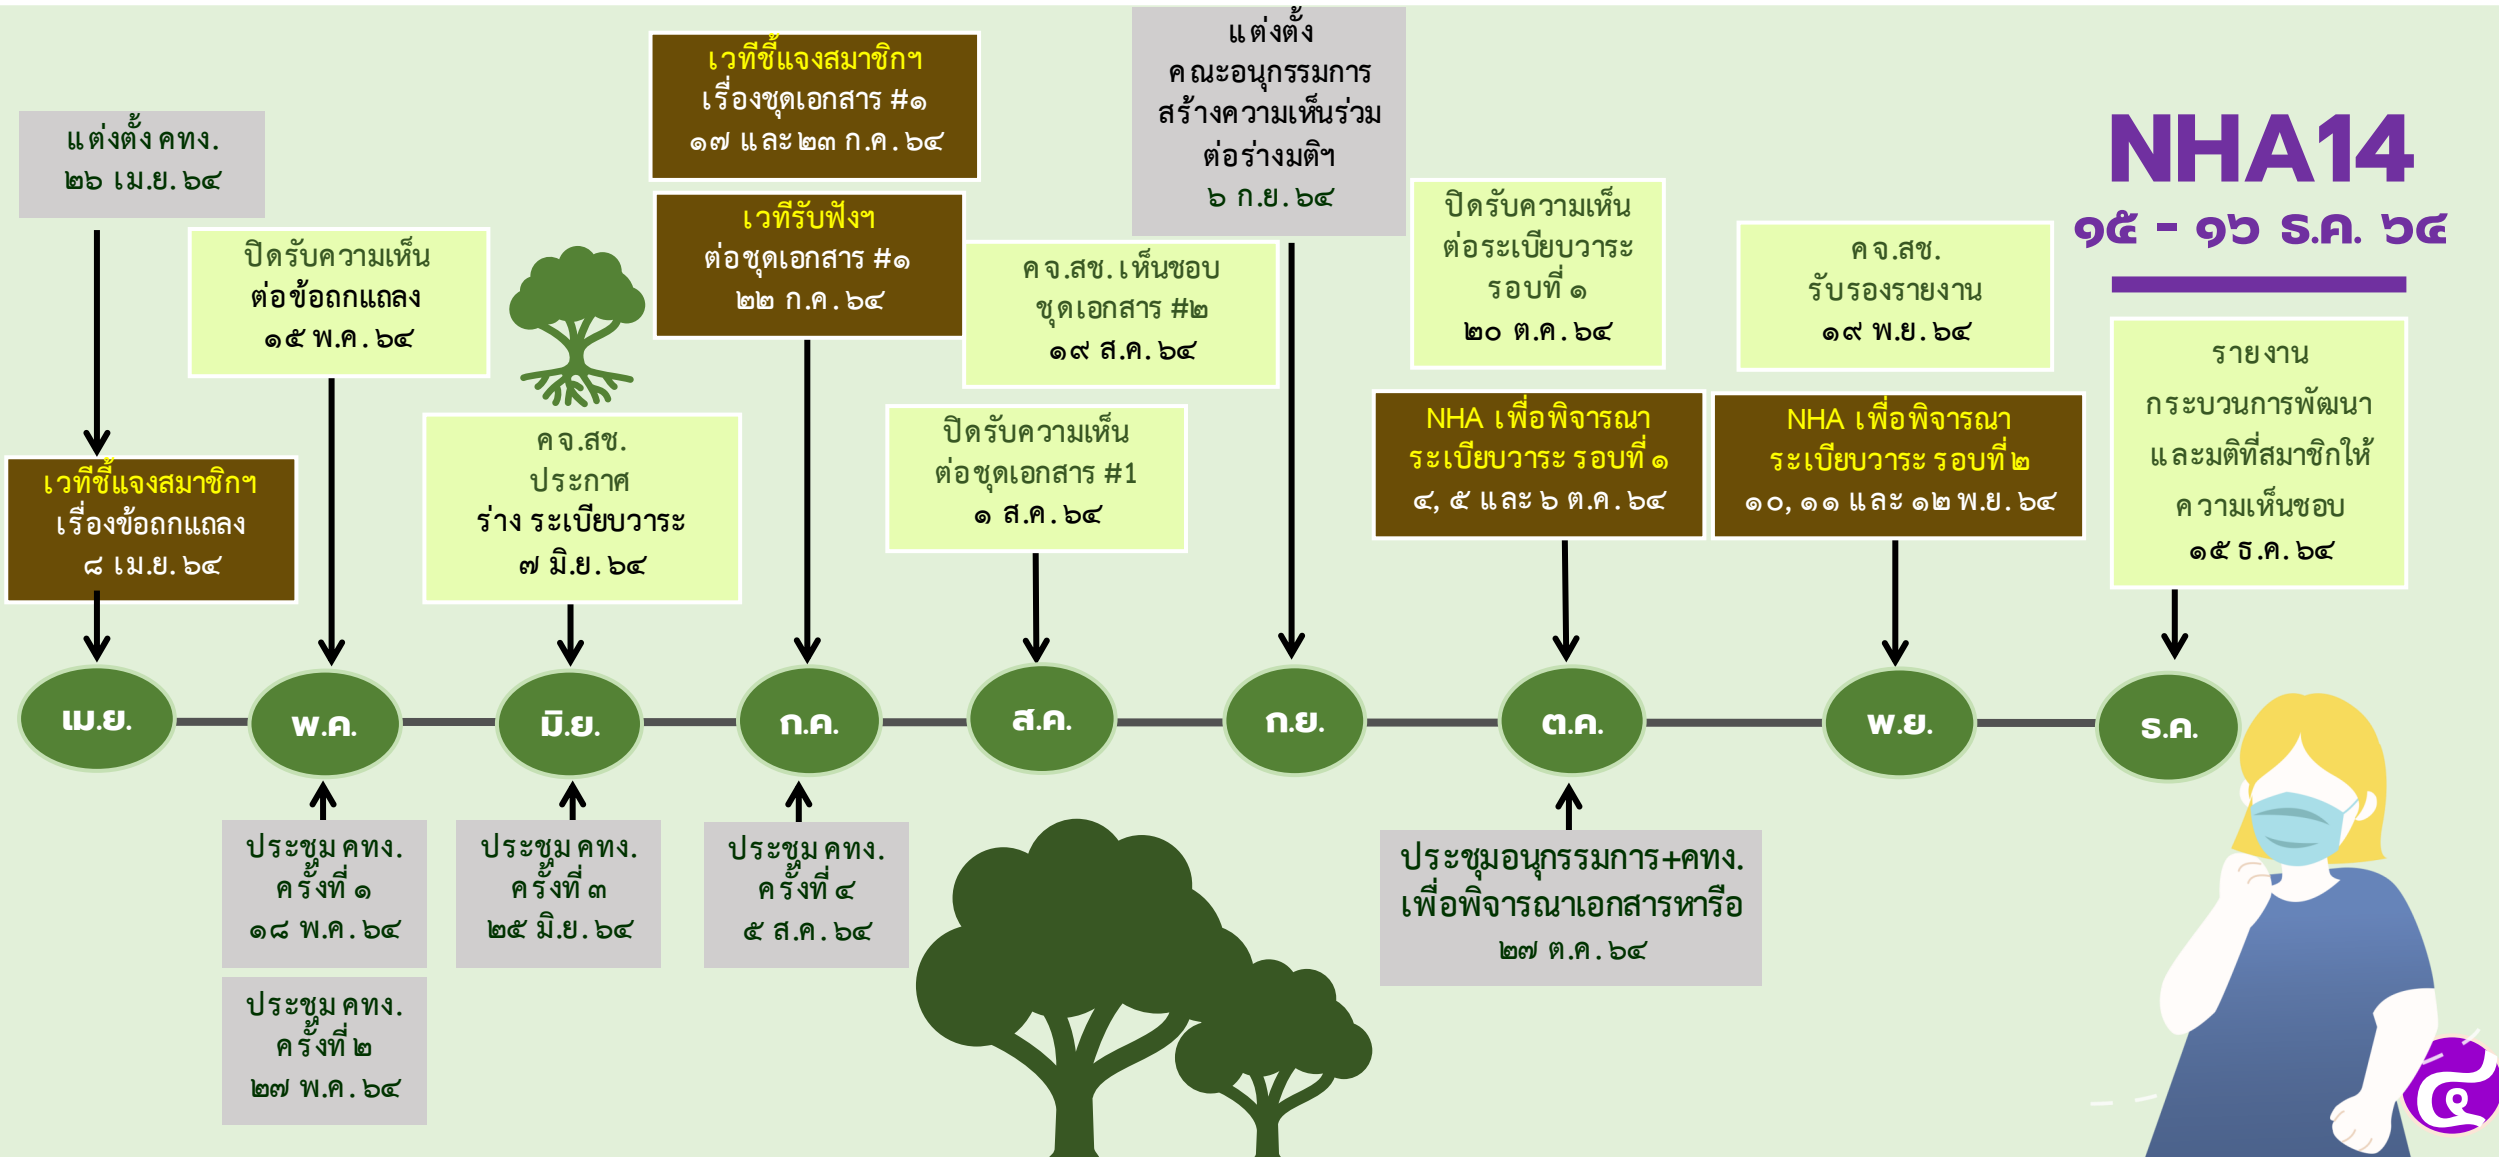 แต่งตั้ง คทง.
๒๖ เม.ย. ๖๔
เวทีชี้แจงสมาชิกฯ
เรื่องข้อถกแถลง
๘ เม.ย. ๖๔
ปิดรับความเห็น
ต่อข้อถกแถลง
๑๕ พ.ค. ๖๔
คจ.สช.
ประกาศ
ร่าง ระเบียบวาระ
๗ มิ.ย. ๖๔
เวทีชี้แจงสมาชิกฯ
เรื่องชุดเอกสาร #๑
๑๗ และ ๒๓ ก.ค. ๖๔
เวทีรับฟังฯ
ต่อชุดเอกสาร #๑
๒๒ ก.ค. ๖๔
คจ.สช. เห็นชอบ
ชุดเอกสาร #๒
๑๙ ส.ค. ๖๔
ปิดรับความเห็น
ต่อชุดเอกสาร #1
๑ ส.ค. ๖๔
แต่งตั้ง
คณะอนุกรรมการ
สร้างความเห็นร่วม
ต่อร่างมติฯ
๖ ก.ย. ๖๔
ปิดรับความเห็น
ต่อระเบียบวาระ
รอบที่ ๑
๒๐ ต.ค. ๖๔
NHA เพื่อพิจารณา
ระเบียบวาระ รอบที่ ๑
๔, ๕ และ ๖ ต.ค. ๖๔
คจ.สช.
รับรองรายงาน
๑๙ พ.ย. ๖๔
NHA เพื่อพิจารณา
ระเบียบวาระ รอบที่ ๒
๑๐, ๑๑ และ ๑๒ พ.ย. ๖๔
NHA14
๑๕ - ๑๖ ธ.ค. ๖๔
รายงาน
กระบวนการพัฒนา
และมติที่สมาชิกให้
ความเห็นชอบ
๑๕ ธ.ค. ๖๔
เม.ย.
พ.ค.
มิ.ย.
ก.ค.
ส.ค.
ก.ย.
ต.ค.
พ.ย.
ธ.ค.
ประชุม คทง.
ครั้งที่ ๑
๑๘ พ.ค. ๖๔
ประชุม คทง.
ครั้งที่ ๒
๒๗ พ.ค. ๖๔
ประชุม คทง.
ครั้งที่ ๓
๒๕ มิ.ย. ๖๔
ประชุม คทง.
ครั้งที่ ๔
๕ ส.ค. ๖๔
ประชุมอนุกรรมการ+คทง.
เพื่อพิจารณาเอกสารหารือ
๒๗ ต.ค. ๖๔
๔